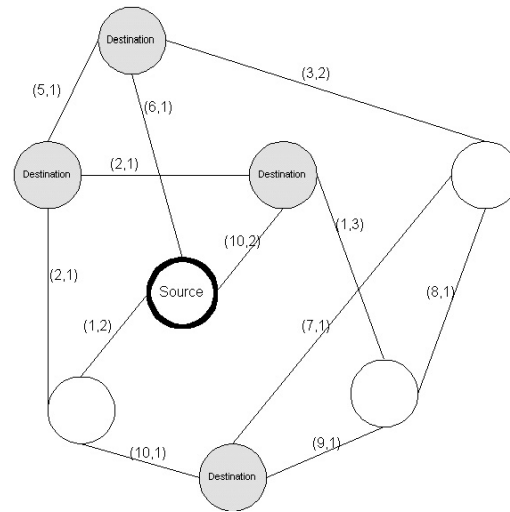 Destination
(3,2)
(5,1)
(6,1)
(2,1)
Destination
Destination
(10,2)
(1,3)
(2,1)
Source
(8,1)
(1,2)
(7,1)
(10,1)
(9,1)
Destination